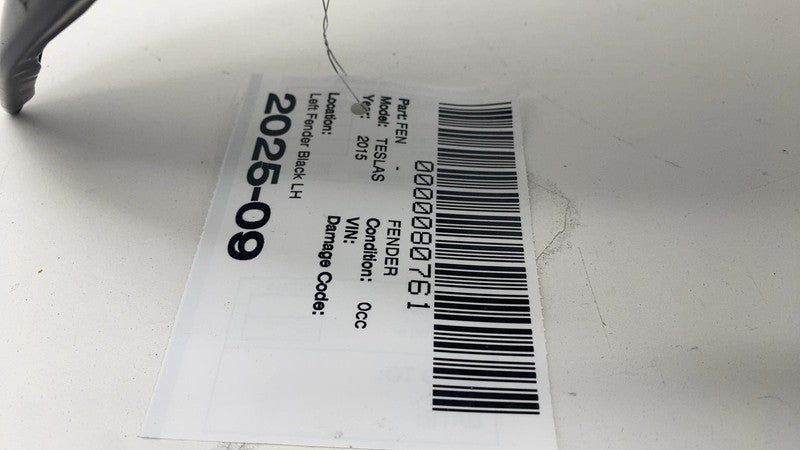 0000080761
Part: FEN - FENDER
Model: TESLAS Condition: 0cc
Year: 2015 VIN:
Location: Damage Code:
Left Fender Black LH
2025-09